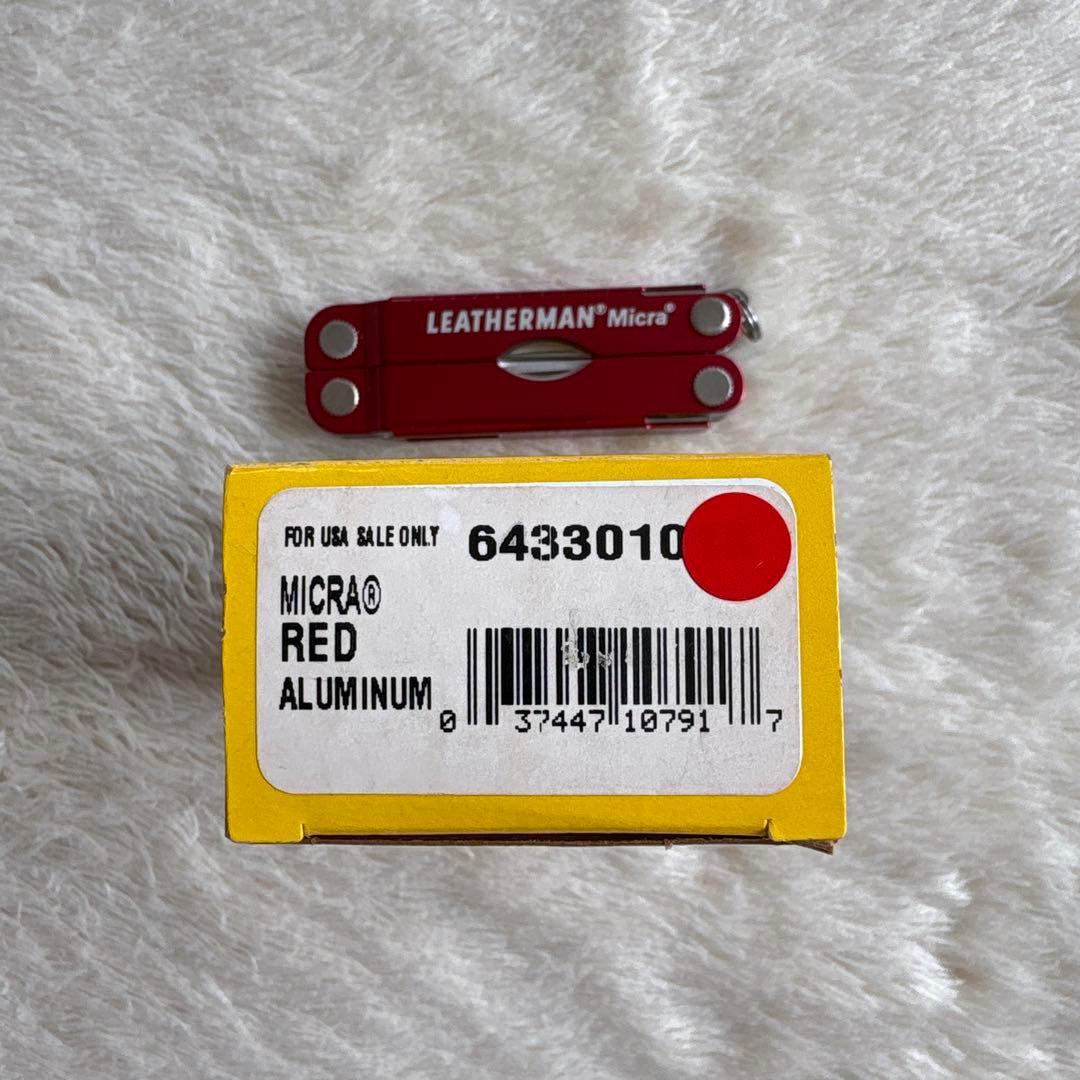 LEATHERMAN® Micra®
FOR USA SALE ONLY 6433010
MICRA®
RED
ALUMINUM
0 37447 10791 7